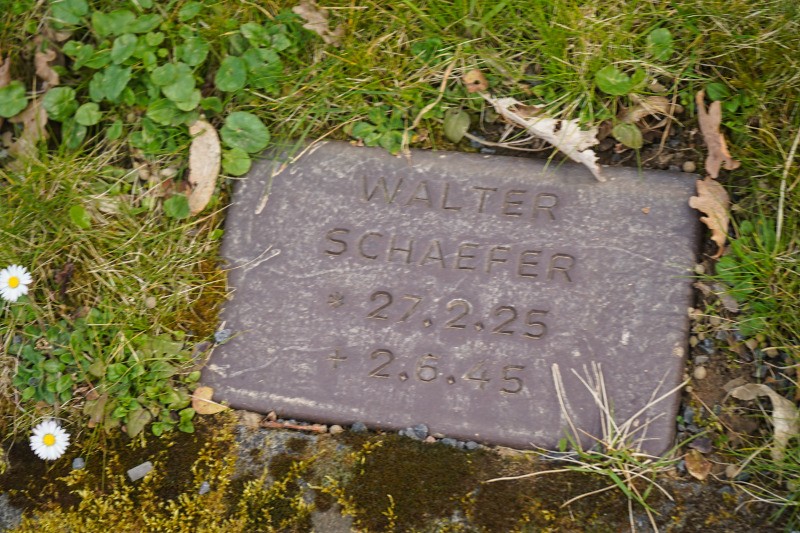 WALTER
SCHAEFER
* 27.2.25
+ 2.6.45